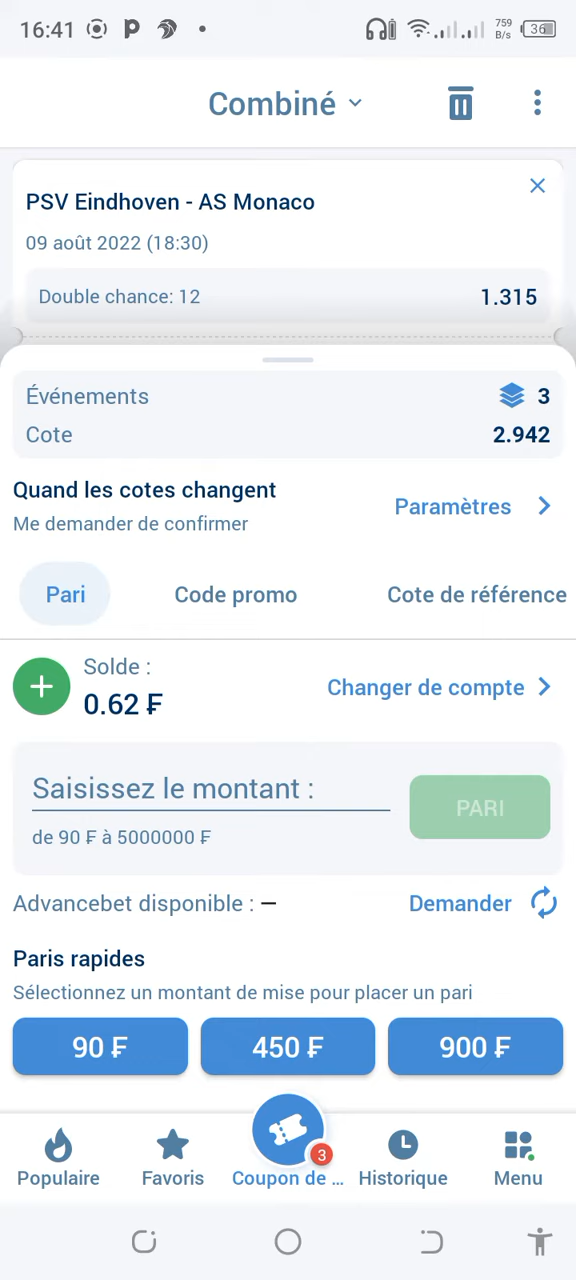 16:41 759 B/s 36
Combiné
PSV Eindhoven - AS Monaco
09 août 2022 (18:30)
Double chance: 12 1.315
Événements 3
Cote 2.942
Quand les cotes changent
Me demander de confirmer
Paramètres
Pari Code promo Cote de référence
Solde :
0.62 ₣
Changer de compte
Saisissez le montant :
PARI
de 90 ₣ à 5000000 ₣
Advancebet disponible : — Demander
Paris rapides
Sélectionnez un montant de mise pour placer un pari
90 ₣ 450 ₣ 900 ₣
3
Populaire Favoris Coupon de ... Historique Menu